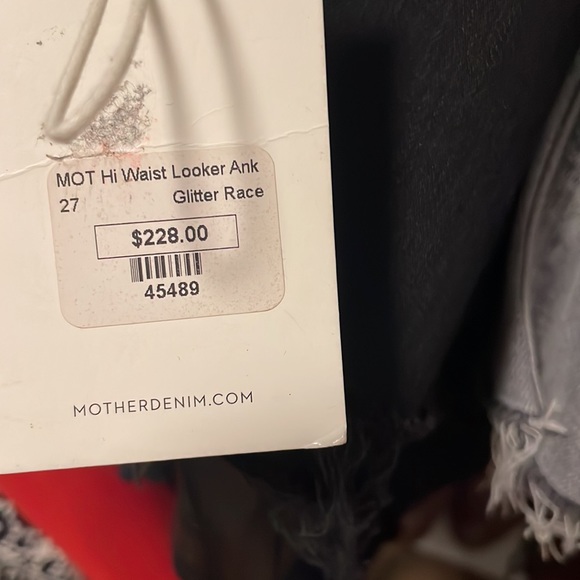 MOT Hi Waist Looker Ank
27 Glitter Race
$228.00
45489
MOTHERDENIM.COM